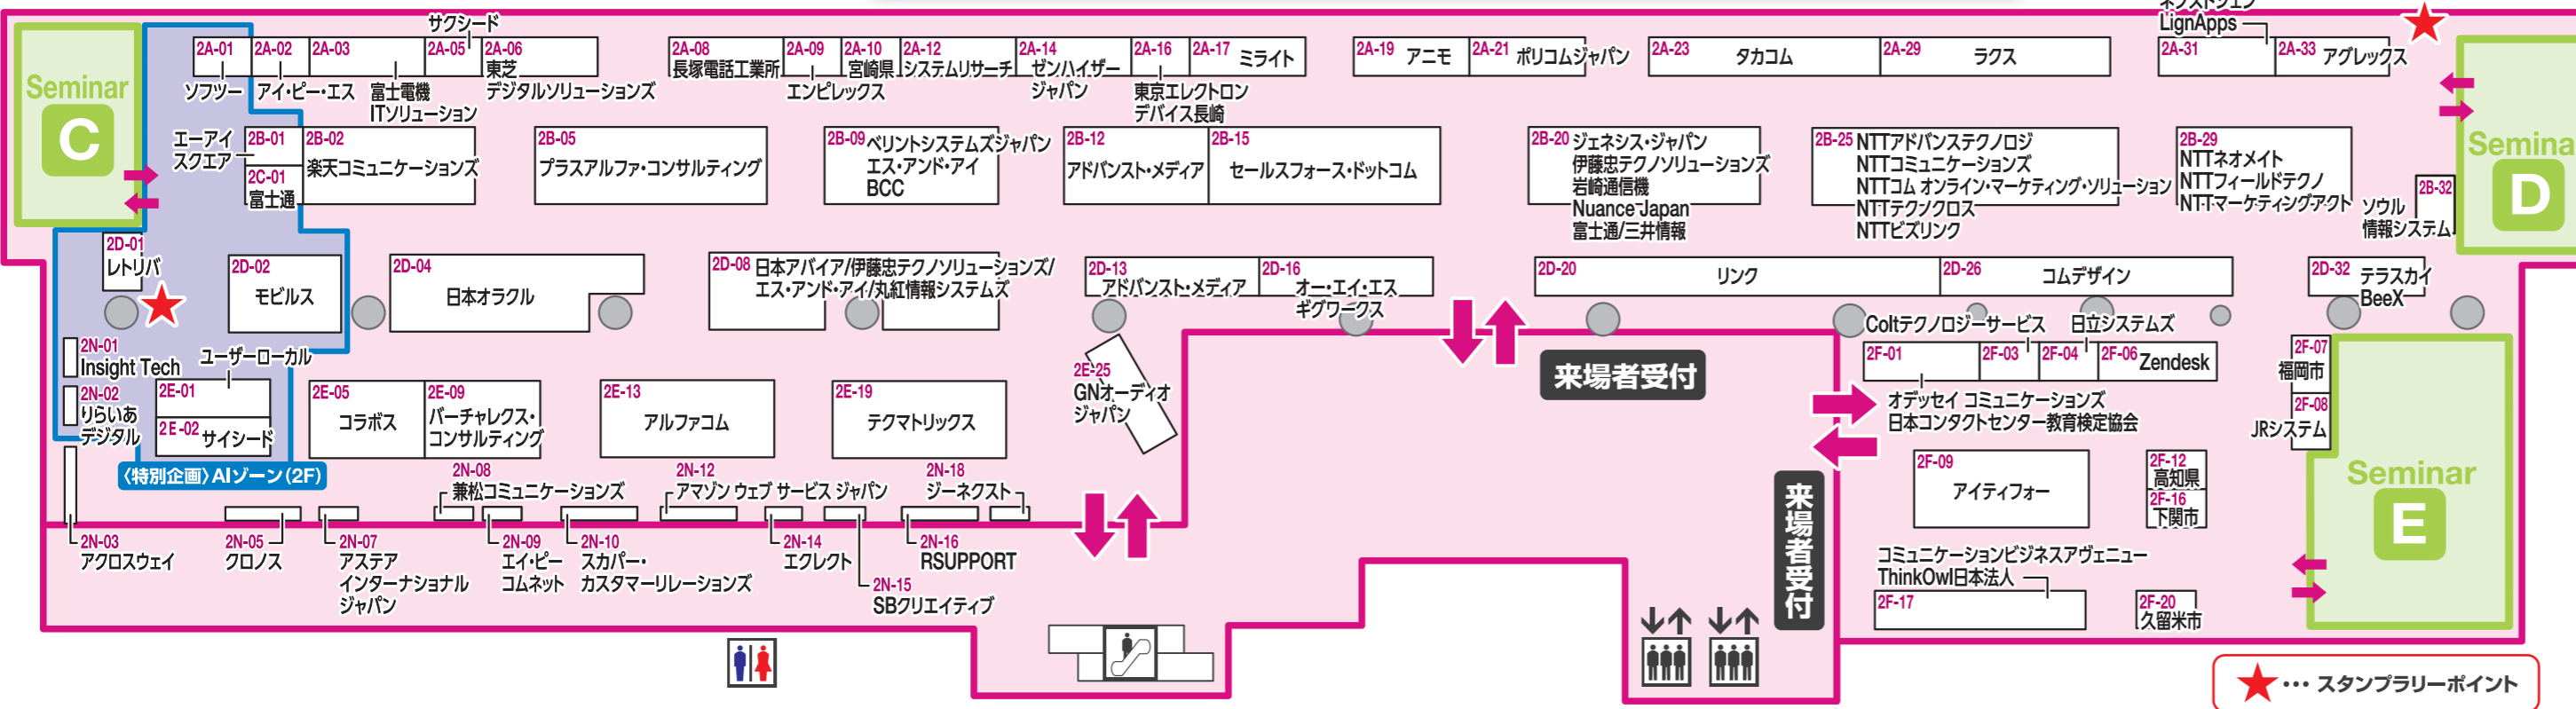 サクシード
LignApps
2A-01
2A-02
2A-03
2A-05
2A-06
東芝
デジタルソリューションズ
2A-08
長塚電話工業所
2A-09
2A-10
宮崎県
2A-12
システムリサーチ
2A-14
ゼンハイザー
ジャパン
2A-16
2A-17 ミライト
2A-19 アニモ
2A-21 ポリコムジャパン
2A-23 タカコム
2A-29 ラクス
2A-31
2A-33 アグレックス
ソフツー
アイ・ピー・エス
富士電機
ITソリューション
エンピレックス
東京エレクトロン
デバイス長崎
Seminar
C
エーアイ
スクエア
2B-01
2C-01
富士通
2B-02
楽天コミュニケーションズ
2B-05
プラスアルファ・コンサルティング
2B-09 ベリントシステムズジャパン
エス・アンド・アイ
BCC
2B-12
アドバンスト・メディア
2B-15
セールスフォース・ドットコム
2B-20 ジェネシス・ジャパン
伊藤忠テクノソリューションズ
岩崎通信機
Nuance Japan
富士通/三井情報
2B-25 NTTアドバンステクノロジ
NTTコミュニケーションズ
NTTコム オンライン・マーケティング・ソリューション
NTTテクノクロス
NTTビズリンク
2B-29
NTTネオメイト
NTTフィールドテクノ
NTTマーケティングアクト
2B-32
ソウル
情報システム
Semina
D
2D-01
レトリバ
2D-02
モビルス
2D-04
日本オラクル
2D-08 日本アバイア/伊藤忠テクノソリューションズ/
エス・アンド・アイ/丸紅情報システムズ
2D-13
アドバンスト・メディア
2D-16
オー・エイ・エス
ギグワークス
2D-20 リンク
2D-26 コムデザイン
2D-32 テラスカイ
BeeX
2N-01
Insight Tech
2N-02
りらいあ
デジタル
ユーザーローカル
2E-01
2E-02 サイシード
〈特別企画〉AIゾーン(2F)
2E-05
コラボス
2E-09
バーチャレクス・
コンサルティング
2E-13
アルファコム
2E-19
テクマトリックス
2E-25
GNオーディオ
ジャパン
来場者受付
来場者受付
Coltテクノロジーサービス
日立システムズ
2F-01
2F-03
2F-04
2F-06 Zendesk
オデッセイ コミュニケーションズ
日本コンタクトセンター教育検定協会
2F-07
福岡市
2F-08
JRシステム
2F-09
アイティフォー
2F-12
高知県
2F-16
下関市
コミュニケーションビジネスアヴェニュー
ThinkOwl日本法人
2F-17
2F-20
久留米市
Seminar
E
2N-03
アクロスウェイ
2N-05
クロノス
2N-07
アステア
インターナショナル
ジャパン
2N-08
兼松コミュニケーションズ
2N-09
エイ・ピー
コムネット
2N-10
スカパー・
カスタマーリレーションズ
2N-12
アマゾン ウェブ サービス ジャパン
2N-14
エクレクト
2N-15
SBクリエイティブ
2N-16
RSUPPORT
2N-18
ジーネクスト
★・・・スタンプラリーポイント